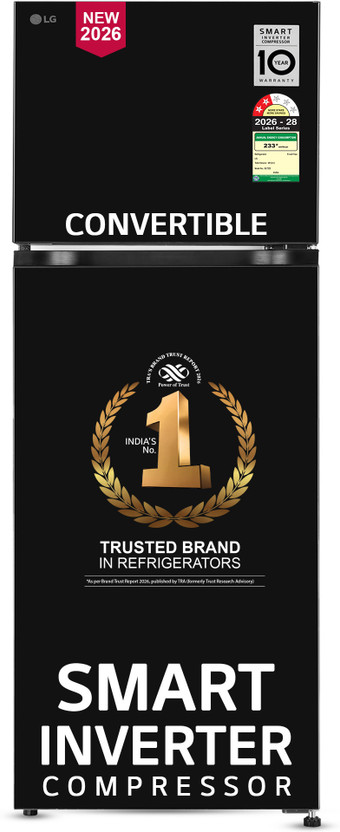 LG
NEW
2026
SMART
INVERTER
COMPRESSOR
10 YEAR
WARRANTY
2026 - 28
Label Series
233*
CONVERTIBLE
TRA'S BRAND TRUST REPORT 2026
Power of Trust
INDIA'S
No. 1
TRUSTED BRAND
IN REFRIGERATORS
*As per Brand Trust Report 2026, published by TRA (formerly Trust Research Advisory)
SMART
INVERTER
COMPRESSOR